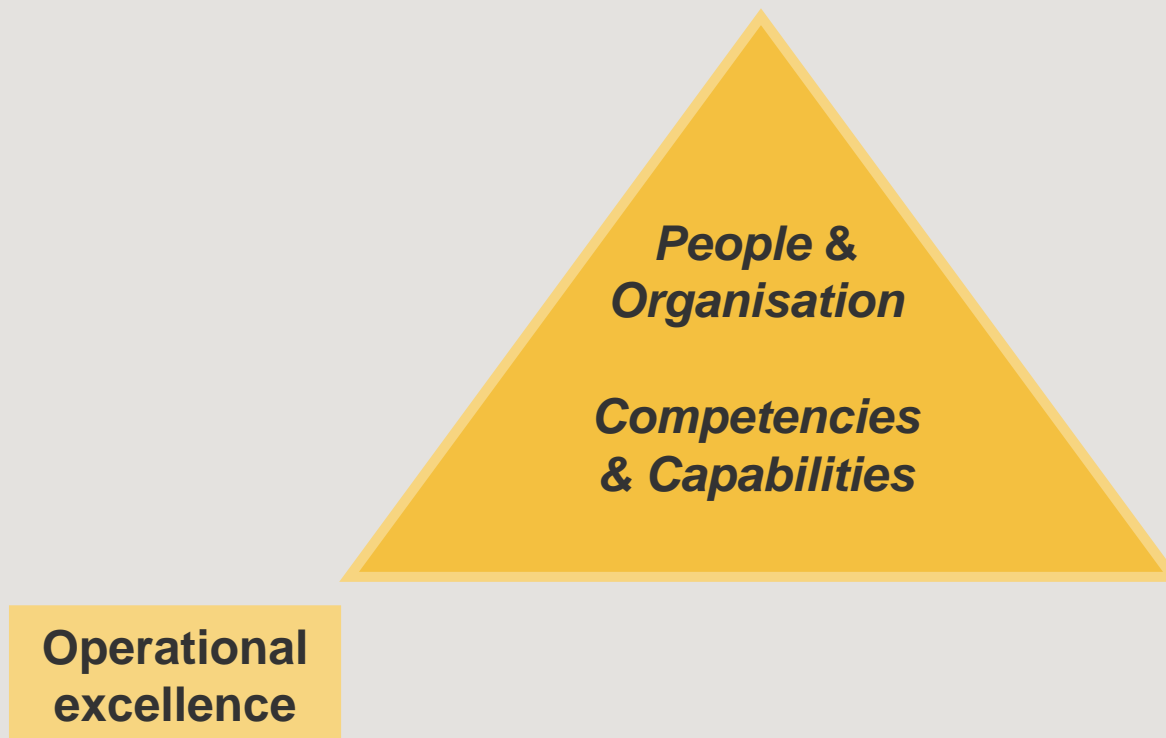 People &
Organisation
Competencies
& Capabilities
Operational
excellence